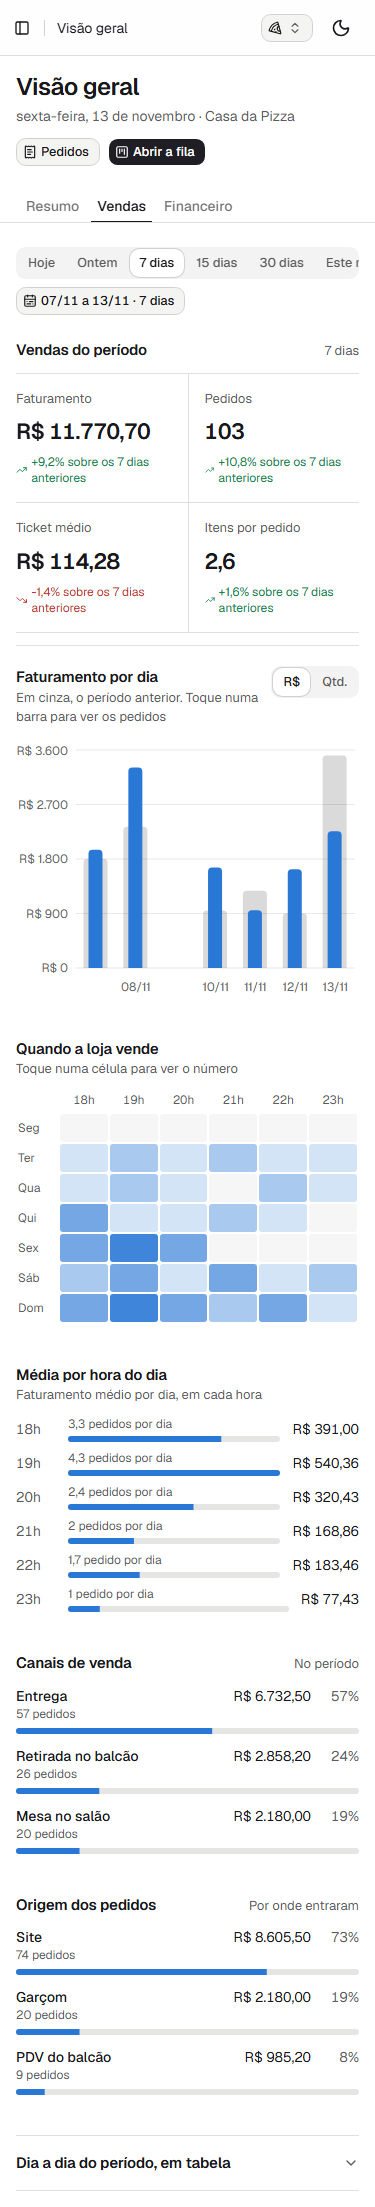 Visão geral
Visão geral
sexta-feira, 13 de novembro · Casa da Pizza
Pedidos
Abrir a fila
Resumo
Vendas
Financeiro
Hoje
Ontem
7 dias
15 dias
30 dias
Este
07/11 a 13/11 · 7 dias
Vendas do período
7 dias
Faturamento
R$ 11.770,70
+9,2% sobre os 7 dias
anteriores
Pedidos
103
+10,8% sobre os 7 dias
anteriores
Ticket médio
R$ 114,28
-1,4% sobre os 7 dias
anteriores
Itens por pedido
2,6
+1,6% sobre os 7 dias
anteriores
Faturamento por dia
Em cinza, o período anterior. Toque numa
barra para ver os pedidos
R$
Qtd.
R$ 3.600
R$ 2.700
R$ 1.800
R$ 900
R$ 0
08/11
10/11
11/11
12/11
13/11
Quando a loja vende
Toque numa célula para ver o número
18h
19h
20h
21h
22h
23h
Seg
Ter
Qua
Qui
Sex
Sáb
Dom
Média por hora do dia
Faturamento médio por dia, em cada hora
18h
3,3 pedidos por dia
R$ 391,00
19h
4,3 pedidos por dia
R$ 540,36
20h
2,4 pedidos por dia
R$ 320,43
21h
2 pedidos por dia
R$ 168,86
22h
1,7 pedido por dia
R$ 183,46
23h
1 pedido por dia
R$ 77,43
Canais de venda
No período
Entrega
R$ 6.732,50
57%
57 pedidos
Retirada no balcão
R$ 2.858,20
24%
26 pedidos
Mesa no salão
R$ 2.180,00
19%
20 pedidos
Origem dos pedidos
Por onde entraram
Site
R$ 8.605,50
73%
74 pedidos
Garçom
R$ 2.180,00
19%
20 pedidos
PDV do balcão
R$ 985,20
8%
9 pedidos
Dia a dia do período, em tabela